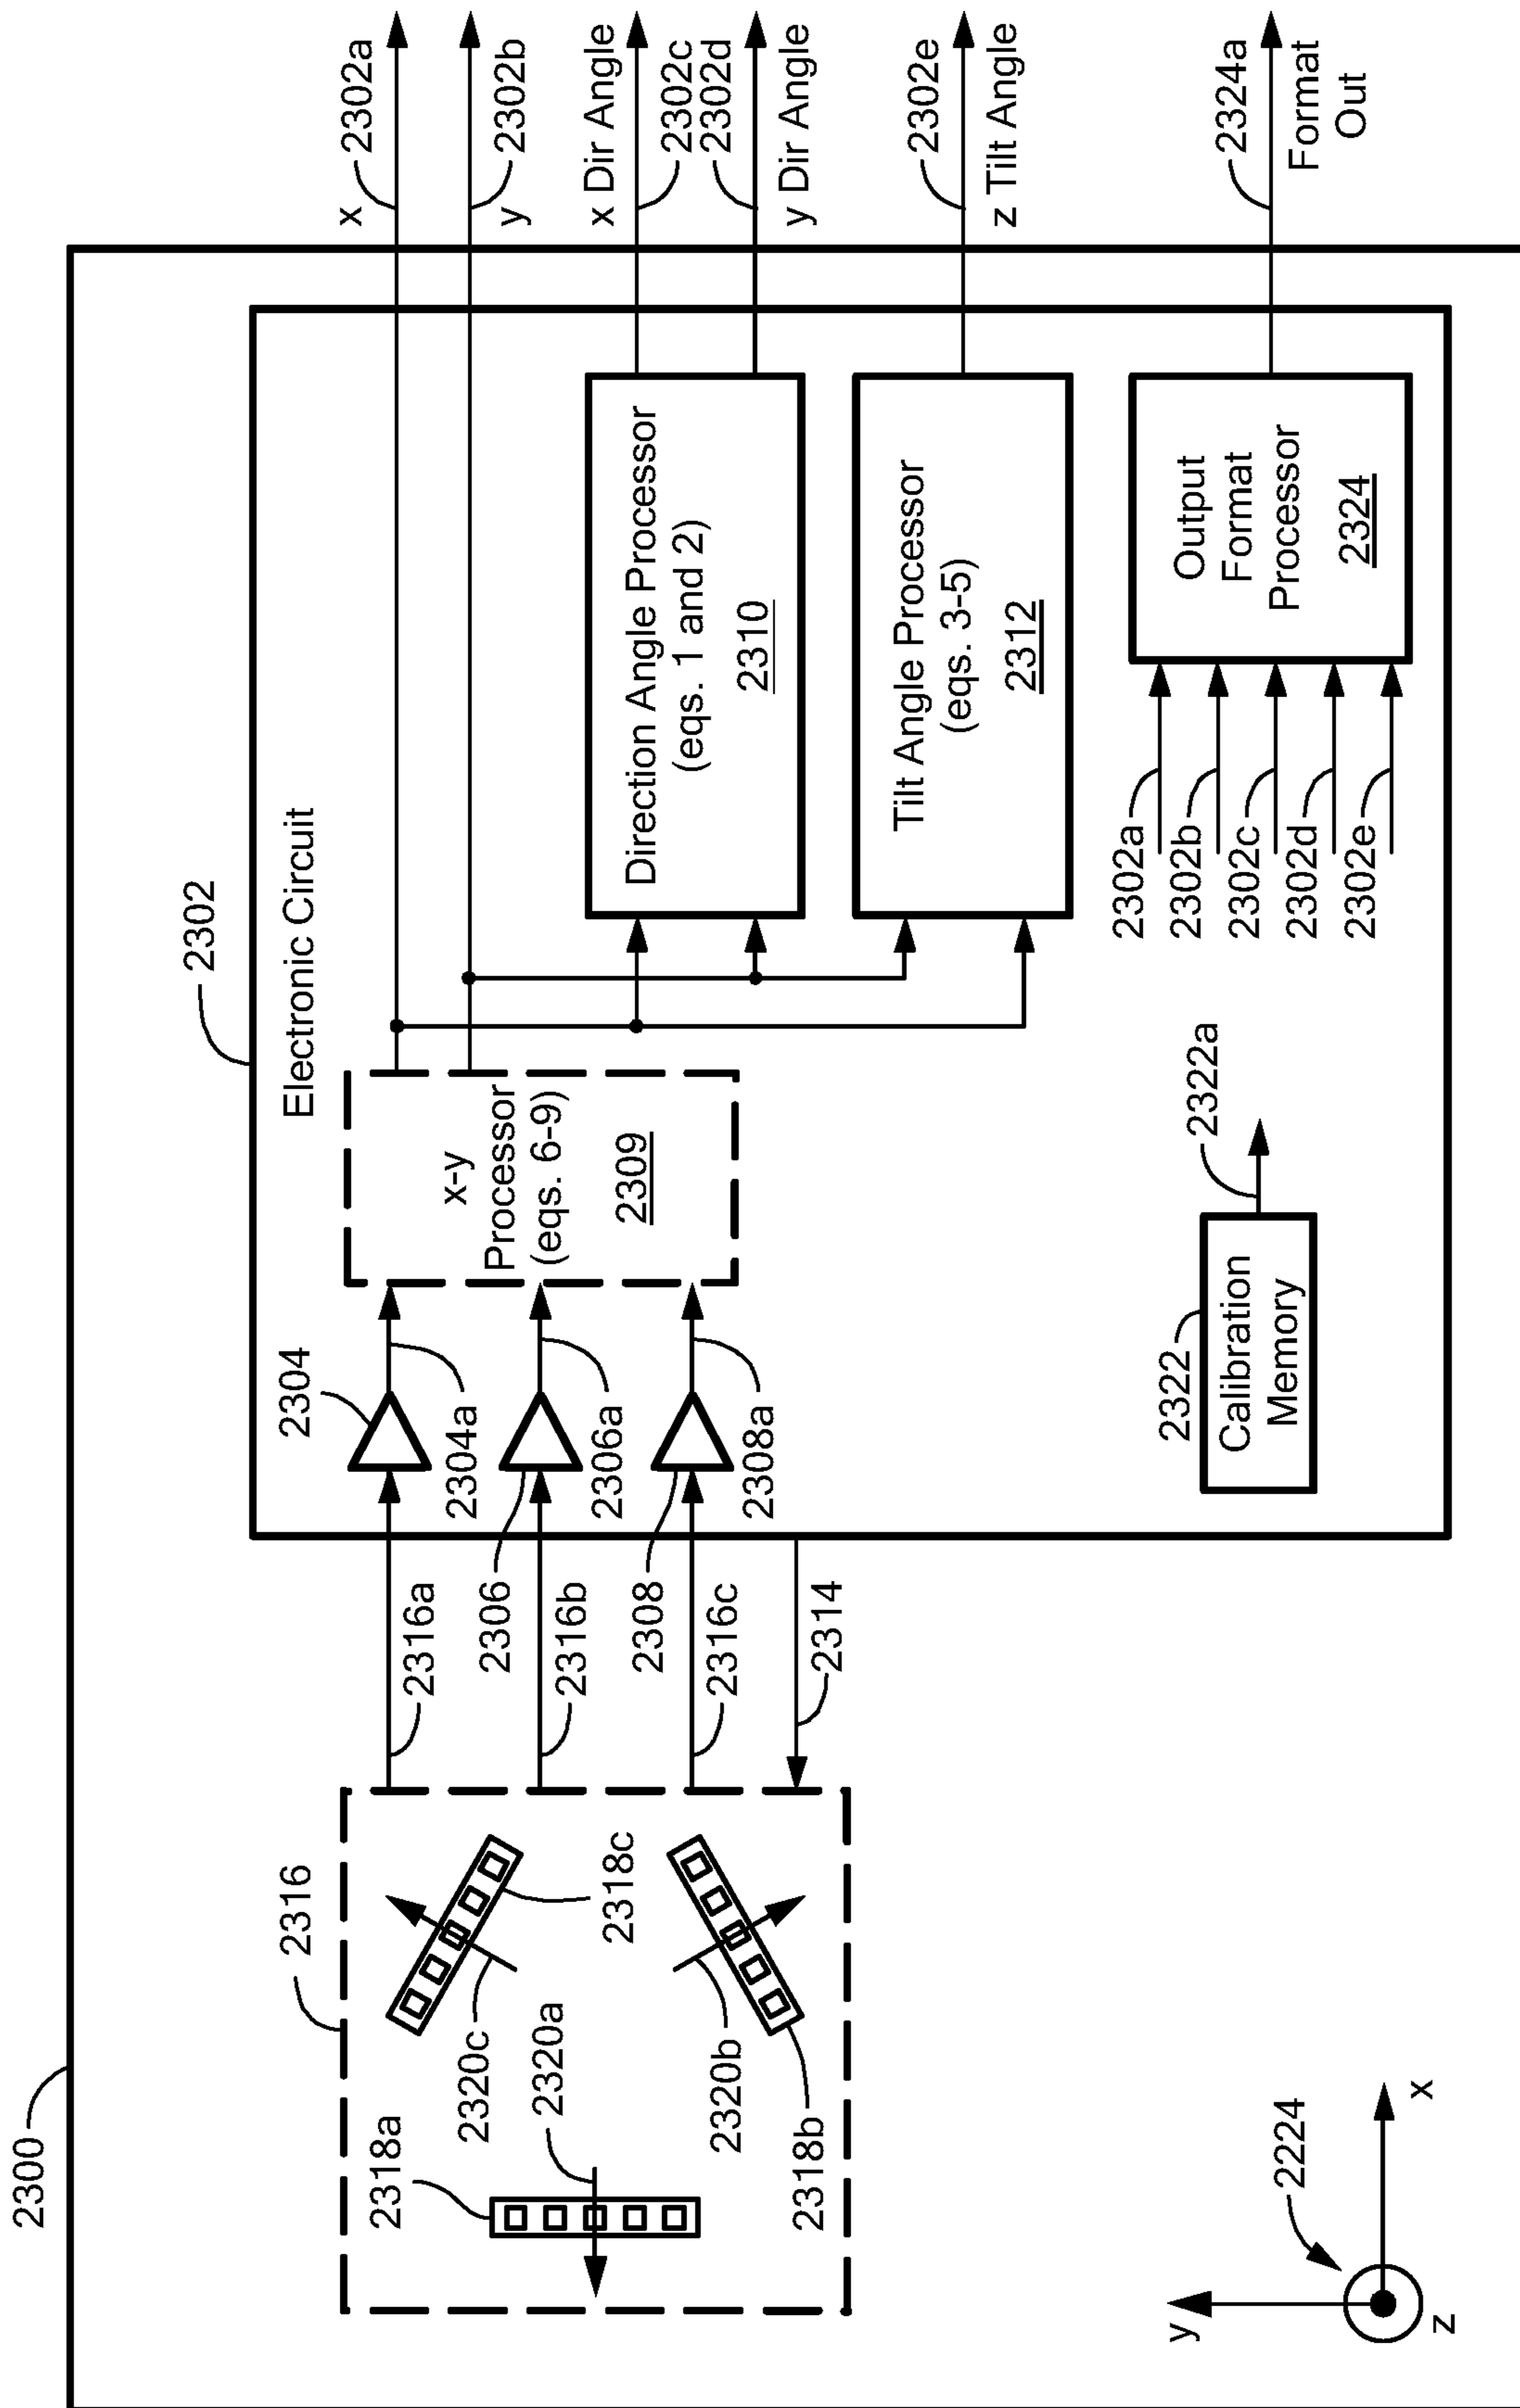 2300
2302
Electronic Circuit
2316
2318a
2320c
2320a
2318c
2320b
2318b
2316a
2316b
2316c
2314
2304
2304a
2306
2306a
2308
2308a
x-y
Processor
(eqs. 6-9)
2309
Direction Angle Processor
(eqs. 1 and 2)
2310
Tilt Angle Processor
(eqs. 3-5)
2312
2322
Calibration
Memory
2322a
2302a
2302b
2302c
2302d
2302e
Output
Format
Processor
2324
x
2302a
y
2302b
x Dir Angle
2302c
2302d
y Dir Angle
2302e
z Tilt Angle
2324a
Format
Out
2224
y
x
z